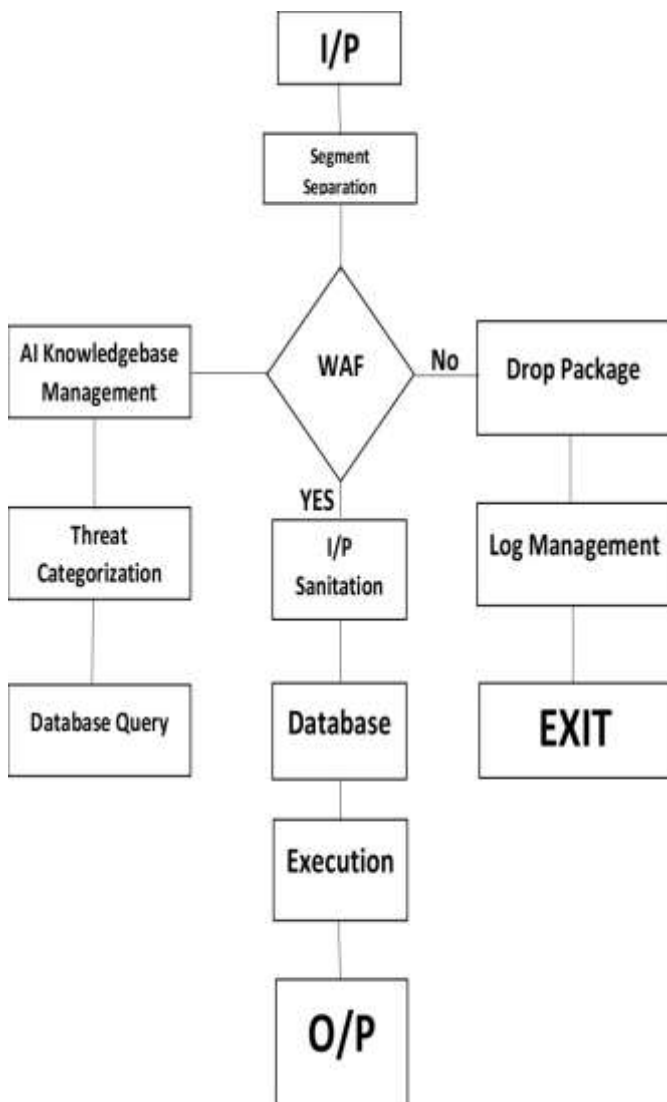 I/P
Segment
Separation
AI Knowledgebase
Management
WAF
No
Drop Package
YES
Threat
Categorization
I/P
Sanitation
Log Management
Database Query
Database
EXIT
Execution
O/P